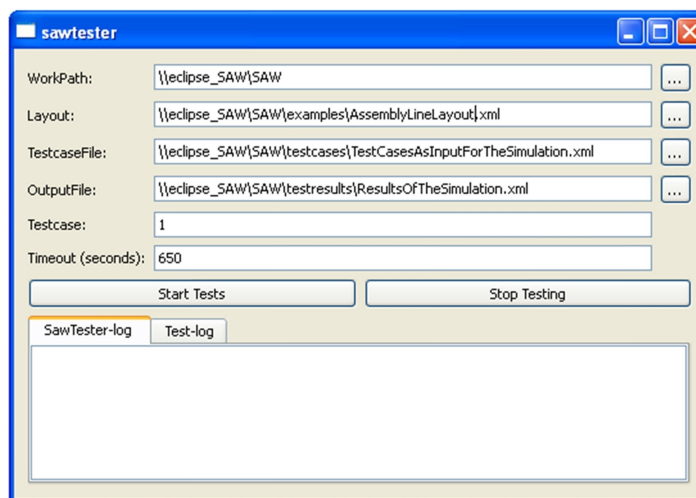 sawtester
WorkPath: \\eclipse_SAW\SAW ...
Layout: \\eclipse_SAW\SAW\examples\AssemblyLineLayout.xml ...
TestcaseFile: \\eclipse_SAW\SAW\testcases\TestCasesAsInputForTheSimulation.xml ...
OutputFile: \\eclipse_SAW\SAW\testresults\ResultsOfTheSimulation.xml ...
Testcase: 1
Timeout (seconds): 650
Start Tests Stop Testing
SawTester-log Test-log